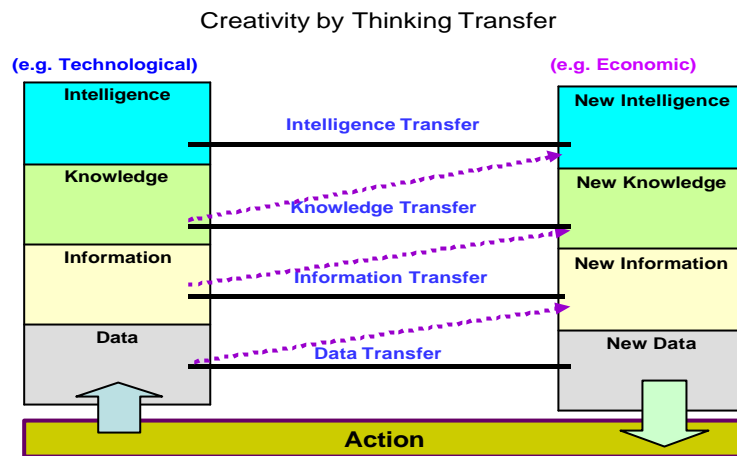 Creativity by Thinking Transfer
(e.g. Technological)
(e.g. Economic)
Intelligence
New Intelligence
Intelligence Transfer
Knowledge
New Knowledge
Knowledge Transfer
Information
New Information
Information Transfer
Data
New Data
Data Transfer
Action